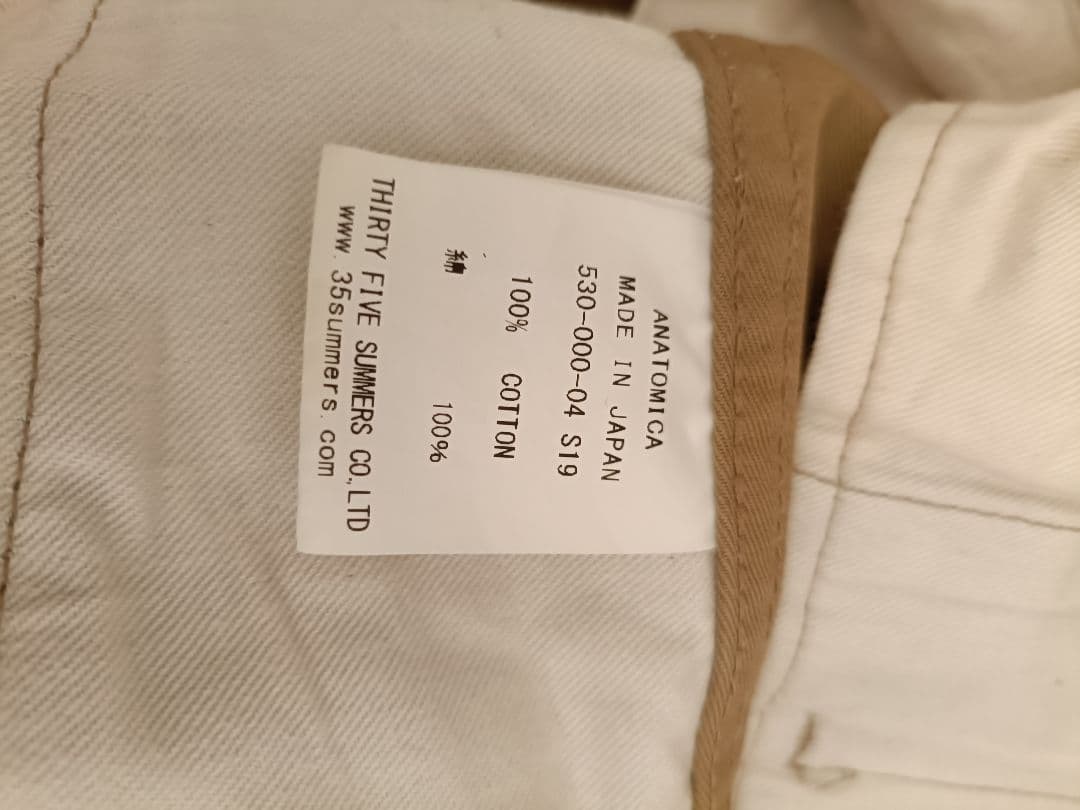 ANATOMICA
MADE IN JAPAN
530-000-04 S19
100% COTTON
綿 100%
THIRTY FIVE SUMMERS CO.,LTD
www.35summers.com